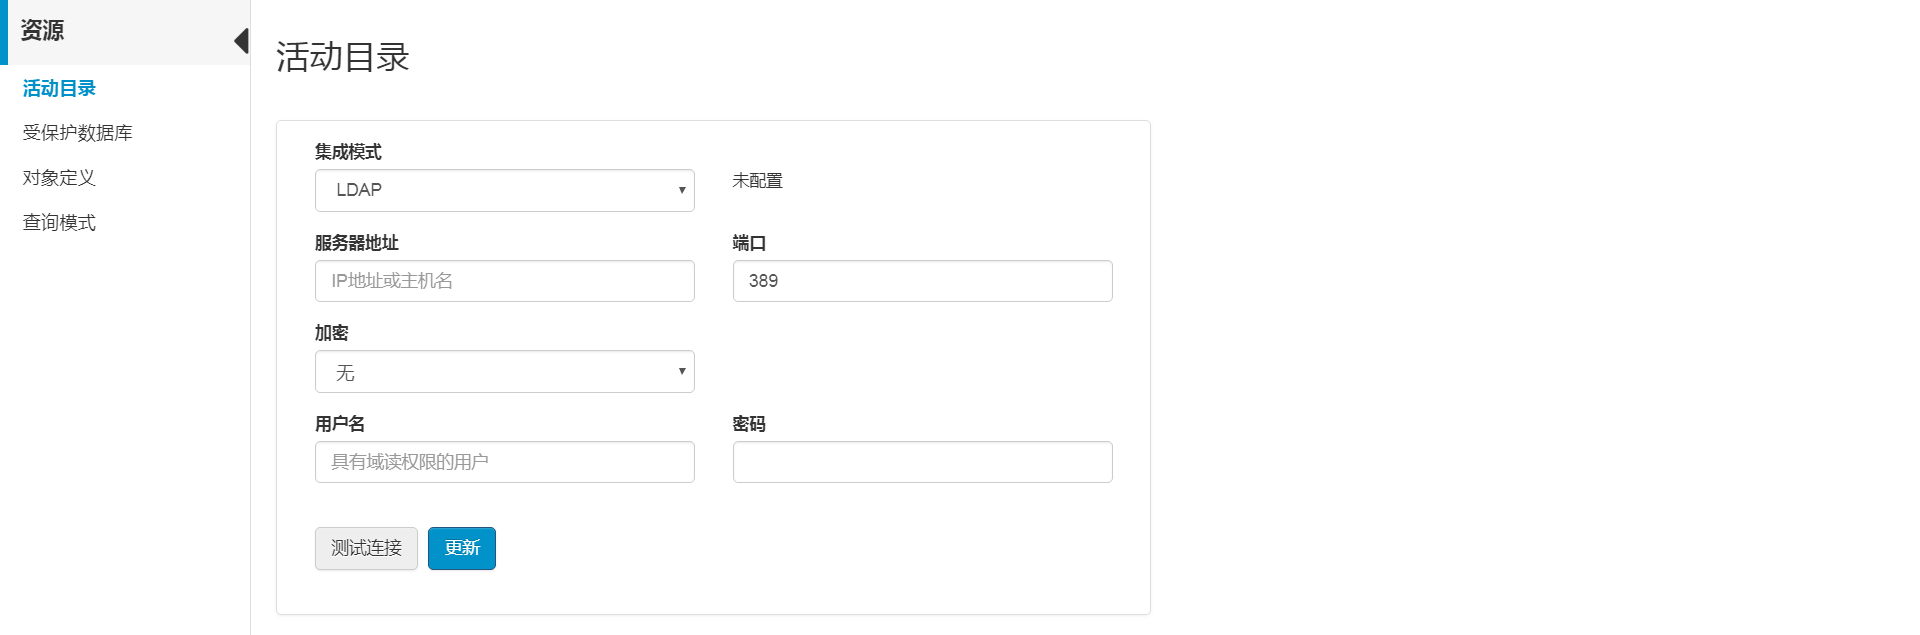 资源
活动目录
受保护数据库
对象定义
查询模式
活动目录
集成模式
LDAP
未配置
服务器地址
端口
IP地址或主机名
389
加密
无
用户名
密码
具有域读权限的用户
测试连接
更新